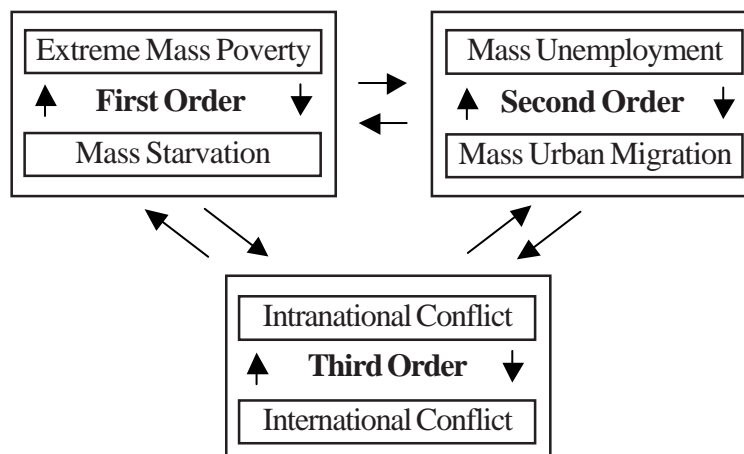 Extreme Mass Poverty
First Order
Mass Starvation
Mass Unemployment
Second Order
Mass Urban Migration
Intranational Conflict
Third Order
International Conflict